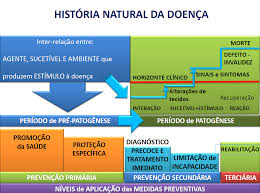 HISTÓRIA NATURAL DA DOENÇA
Inter-relação entre:
AGENTE, SUCETÍVEL E AMBIENTE que
produzem ESTÍMULO à doença
MORTE
DEFEITO -
INVALIDEZ
HORIZONTE CLÍNICO
SINAIS e SINTOMAS
Alterações de
tecidos
Recuperação
INTERAÇÃO
SUCETÍVEL+ESTÍMULO
REAÇÃO
PERÍODO de PRÉ-PATOGÊNESE
PERÍODO de PATOGÊNESE
PROMOÇÃO
da SAÚDE
PROTEÇÃO
ESPECÍFICA
DIAGNÓSTICO
PRECOCE E
TRATAMENTO
IMEDIATO
LIMITAÇÃO de
INCAPACIDADE
REABILITAÇÃO
PREVENÇÃO PRIMÁRIA
PREVENÇÃO SECUNDÁRIA
TERCIÁRIA
NÍVEIS DE APLICAÇÃO DAS MEDIDAS PREVENTIVAS